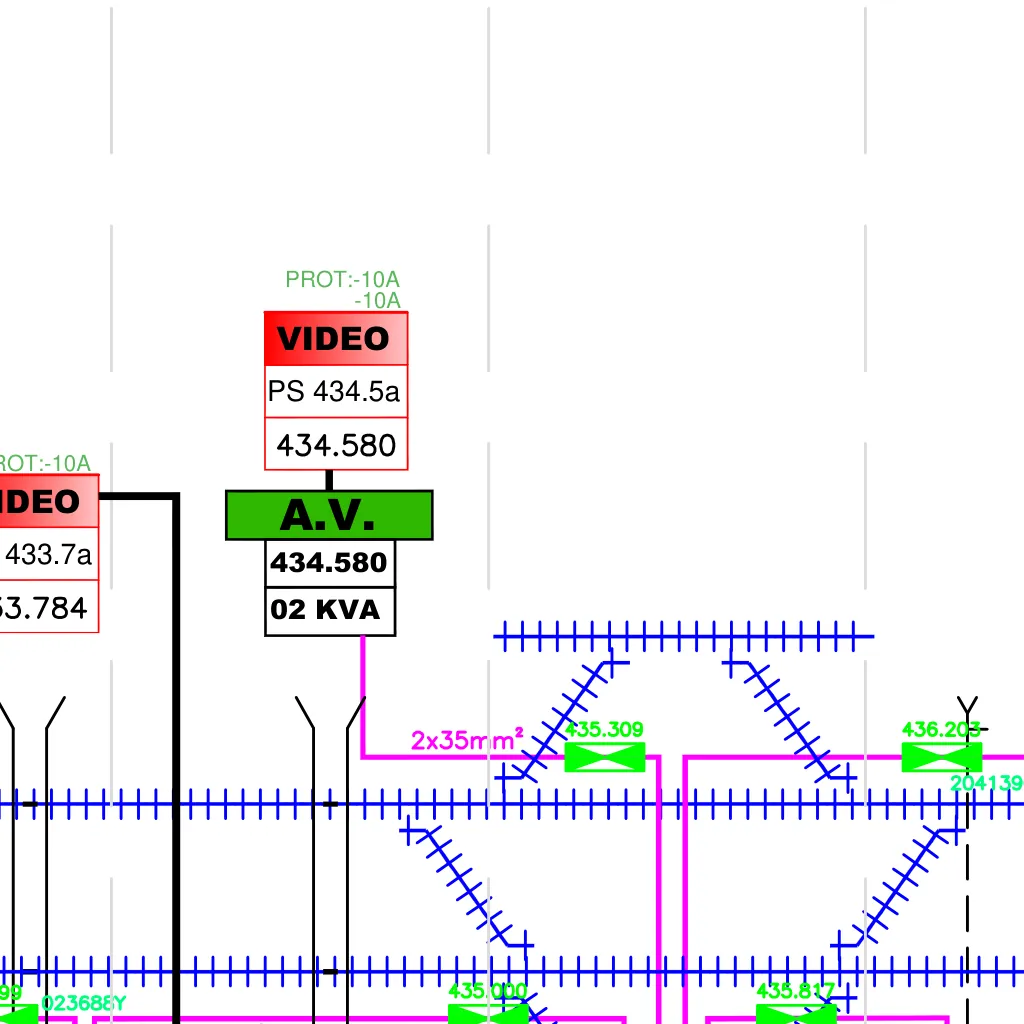 PROT:-10A
-10A
VIDEO
PS 434.5a
434.580
A.V.
434.580
02 KVA
ROT:-10A
IDEO
433.7a
3.784
2x35mm²
435.309
436.203
204139
99
023688Y
435.000
435.817